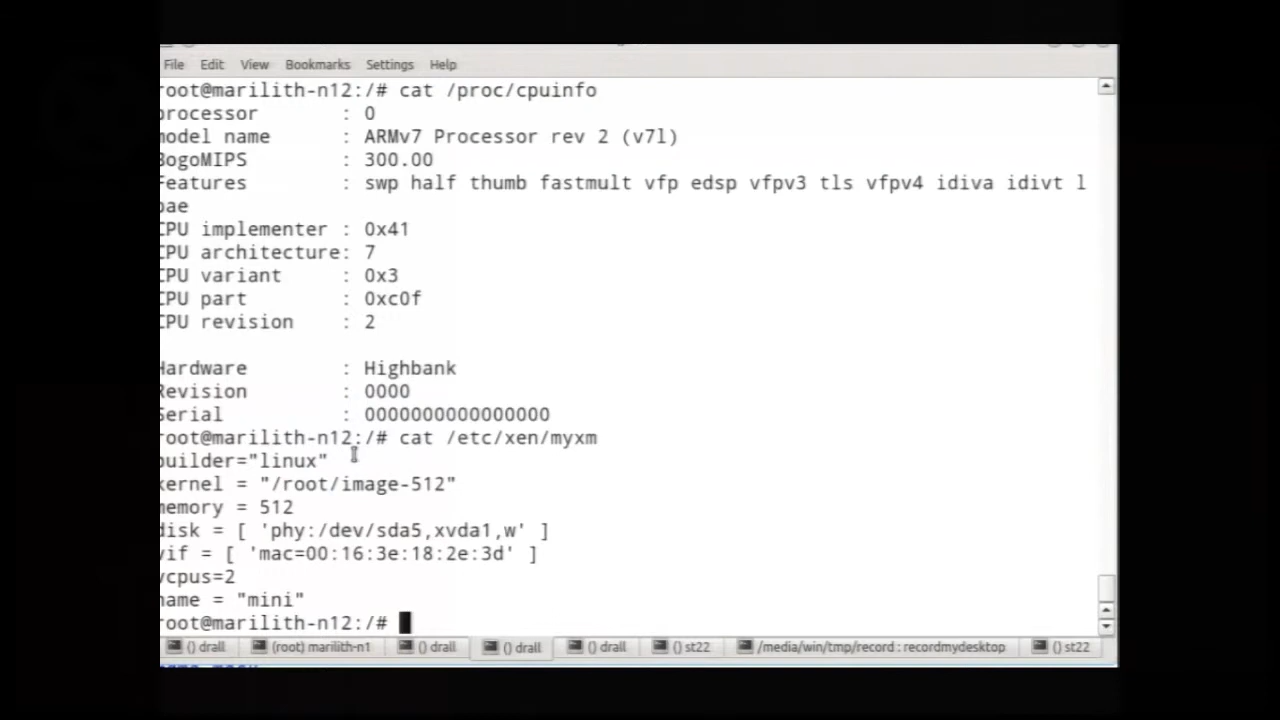 File Edit View Bookmarks Settings Help
root@marilith-n12:/# cat /proc/cpuinfo
processor : 0
model name : ARMv7 Processor rev 2 (v7l)
BogoMIPS : 300.00
Features : swp half thumb fastmult vfp edsp vfpv3 tls vfpv4 idiva idivt l
pae
CPU implementer : 0x41
CPU architecture: 7
CPU variant : 0x3
CPU part : 0xc0f
CPU revision : 2
Hardware : Highbank
Revision : 0000
Serial : 0000000000000000
root@marilith-n12:/# cat /etc/xen/myxm
builder="linux"
kernel = "/root/image-512"
memory = 512
disk = [ 'phy:/dev/sda5,xvda1,w' ]
vif = [ 'mac=00:16:3e:18:2e:3d' ]
vcpus=2
name = "mini"
root@marilith-n12:/#
() drall (root) marilith-n1 () drall () drall () drall () st22 /media/win/tmp/record : recordmydesktop () st22